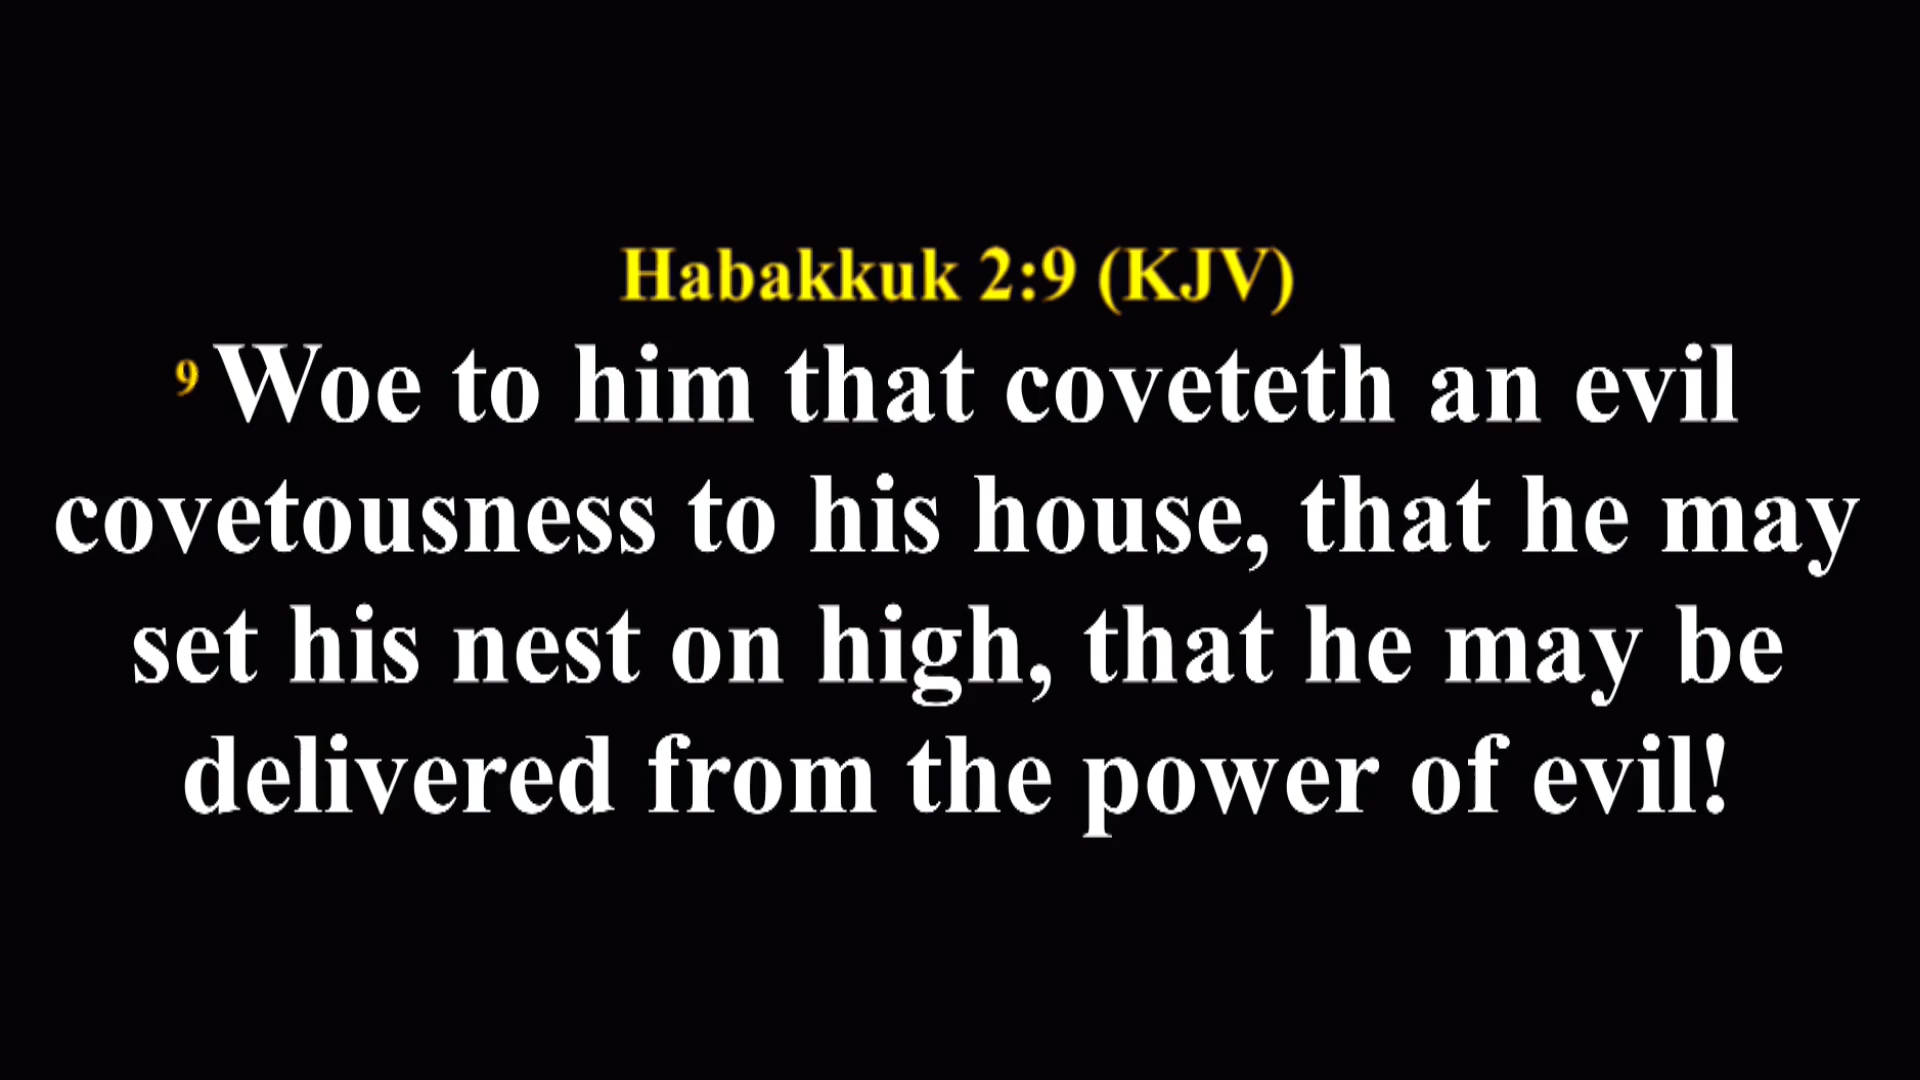 Habakkuk 2:9 (KJV)
9 Woe to him that coveteth an evil
covetousness to his house, that he may
set his nest on high, that he may be
delivered from the power of evil!